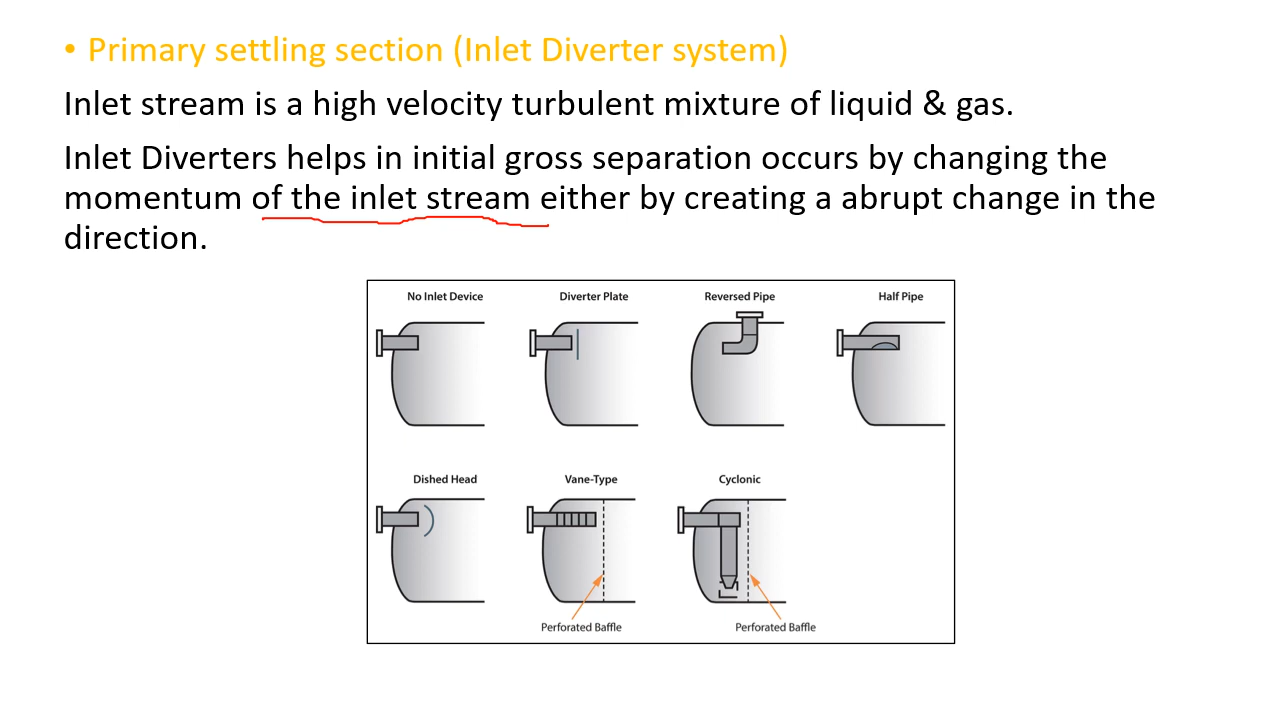 • Primary settling section (Inlet Diverter system)
Inlet stream is a high velocity turbulent mixture of liquid & gas.
Inlet Diverters helps in initial gross separation occurs by changing the
momentum of the inlet stream either by creating a abrupt change in the
direction.
No Inlet Device
Diverter Plate
Reversed Pipe
Half Pipe
Dished Head
Vane-Type
Cyclonic
Perforated Baffle
Perforated Baffle